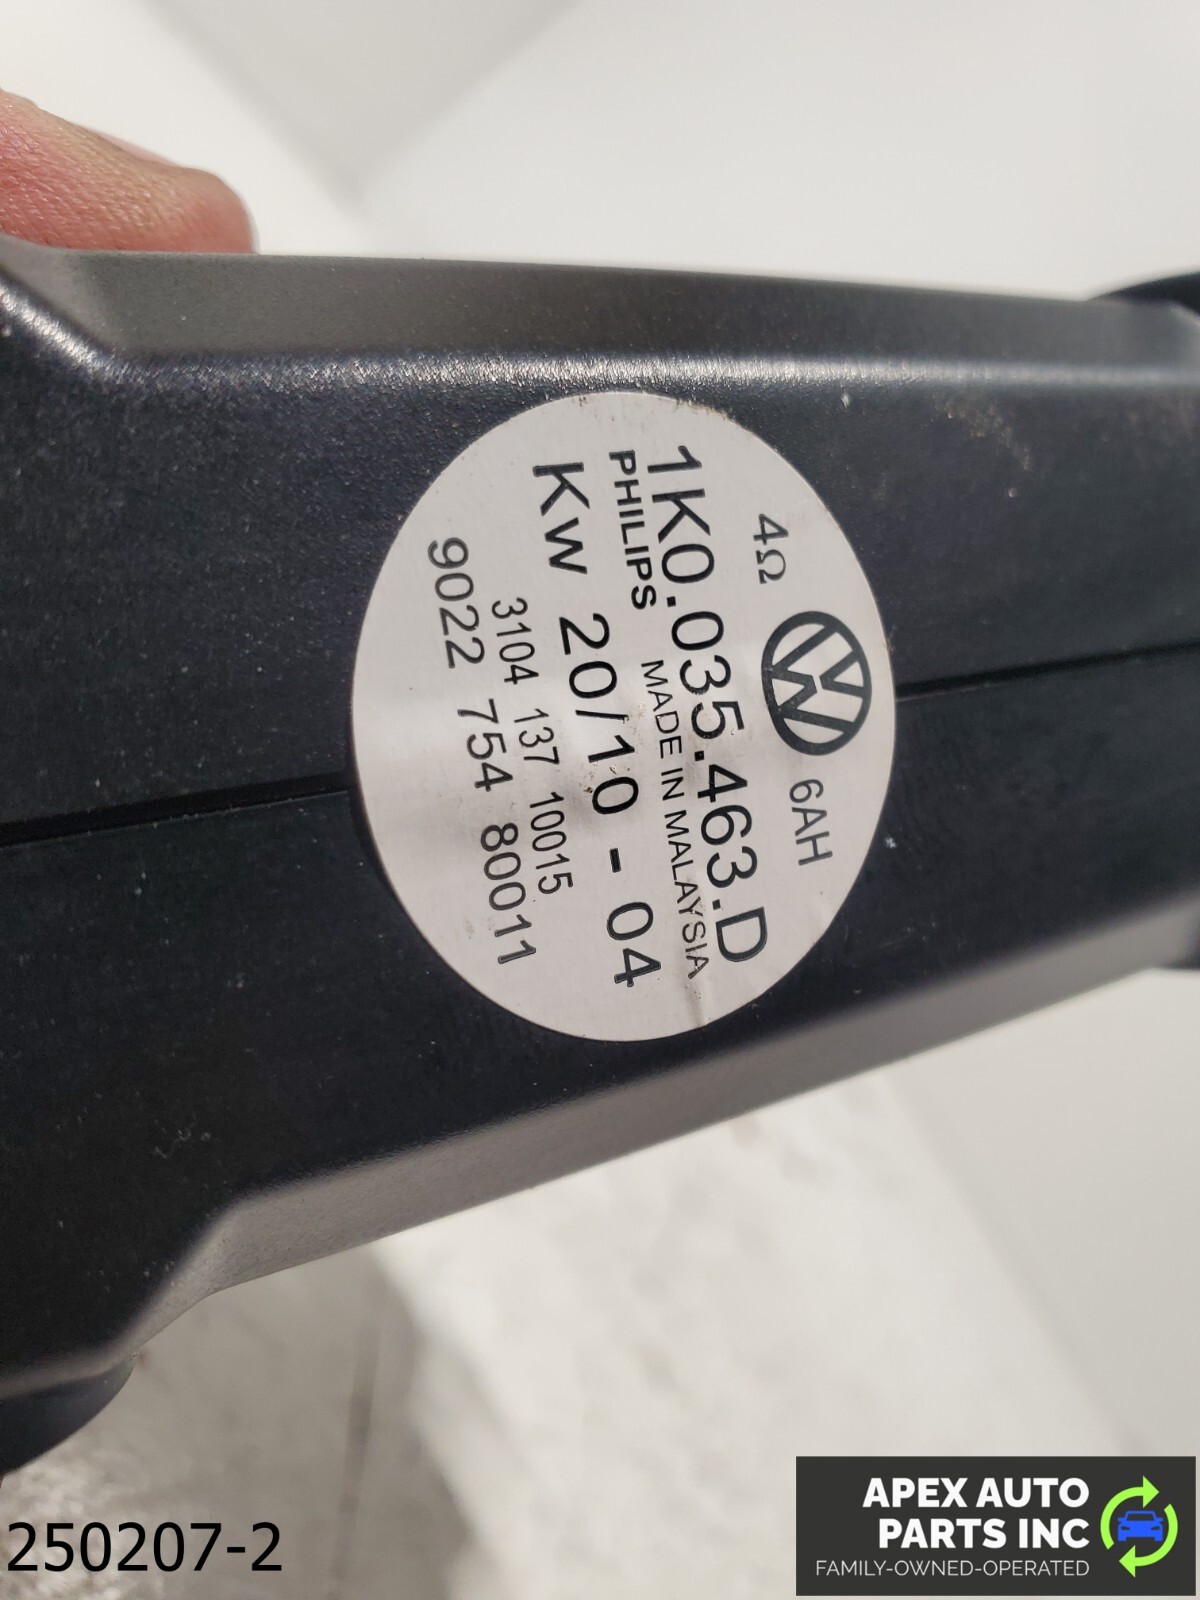 4Ω VW 6AH
1K0.035.463.D
PHILIPS MADE IN MALAYSIA
KW 20/10 - 04
3104 137 10015
9022 754 80011
250207-2
APEX AUTO
PARTS INC
FAMILY-OWNED-OPERATED